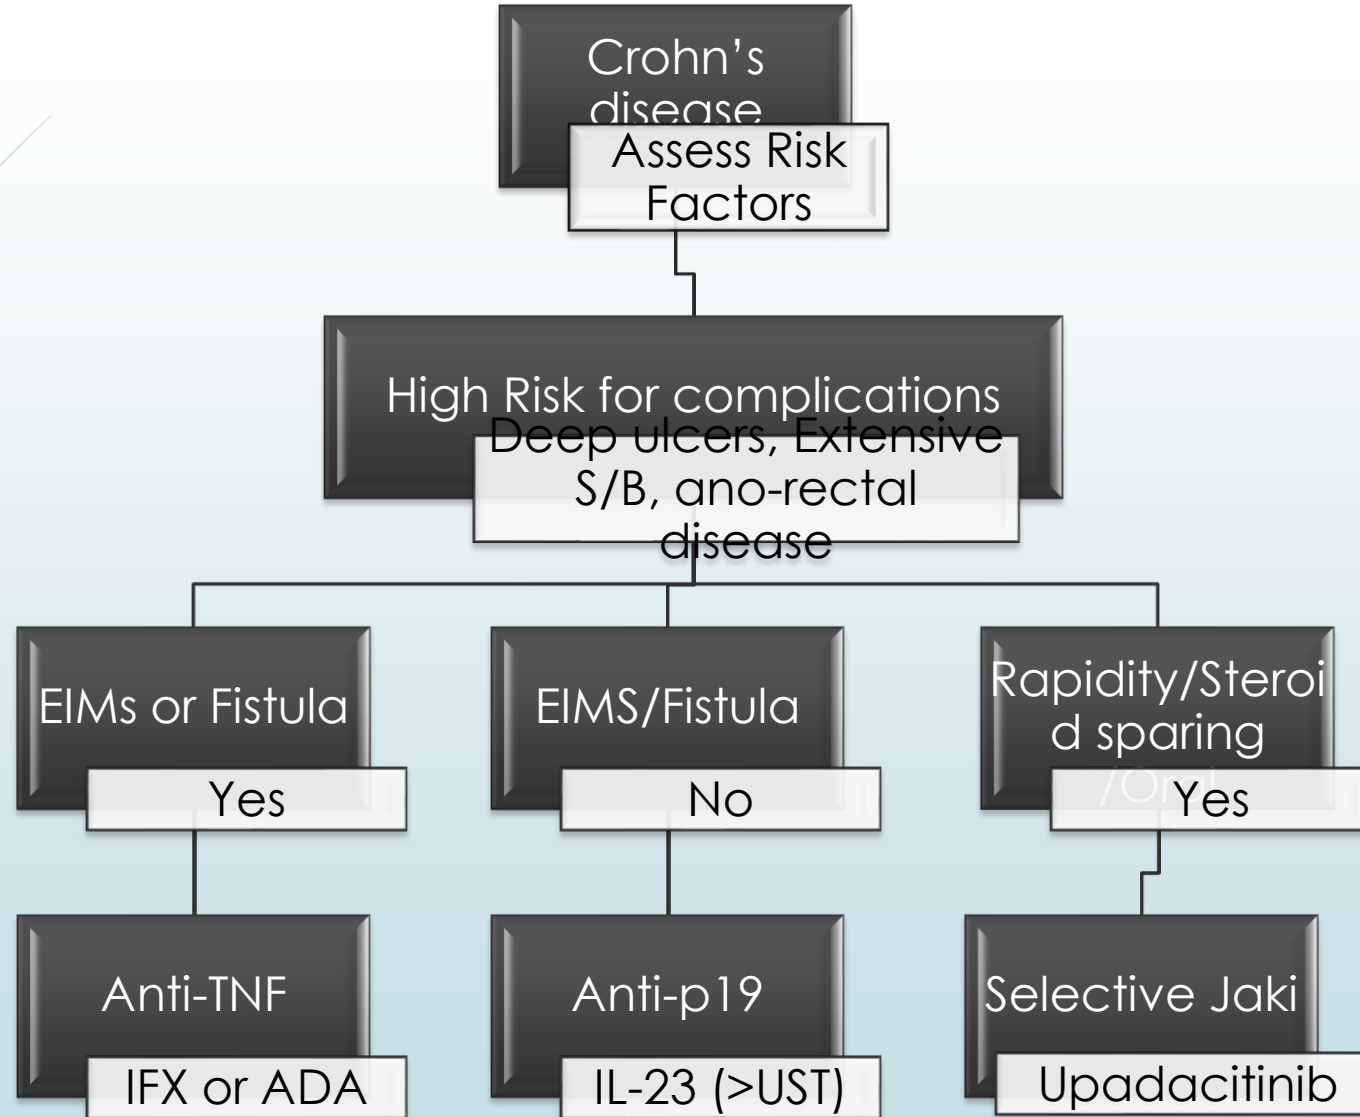 Crohn’s
disease
Assess Risk
Factors
High Risk for complications
Deep ulcers, Extensive
S/B, ano-rectal
disease
EIMs or Fistula
Yes
EIMS/Fistula
No
Rapidity/Steroi
d sparing
/Oral
Yes
Anti-TNF
IFX or ADA
Anti-p19
IL-23 (>UST)
Selective Jaki
Upadacitinib